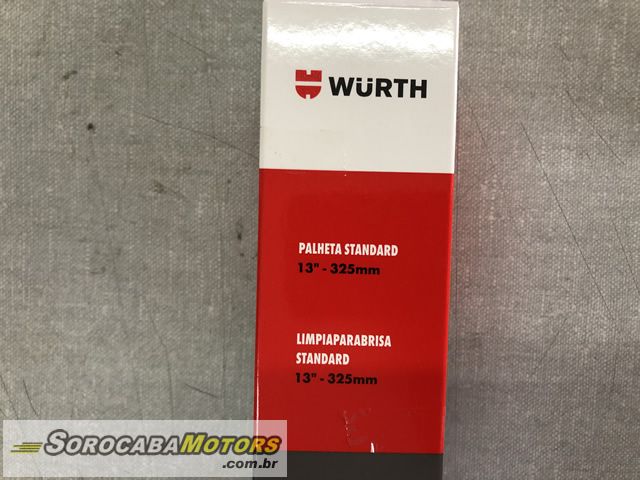 WÜRTH
PALHETA STANDARD
13" - 325mm
LIMPIAPARABRISA
STANDARD
13" - 325mm
SOROCABAMOTORS
.com.br